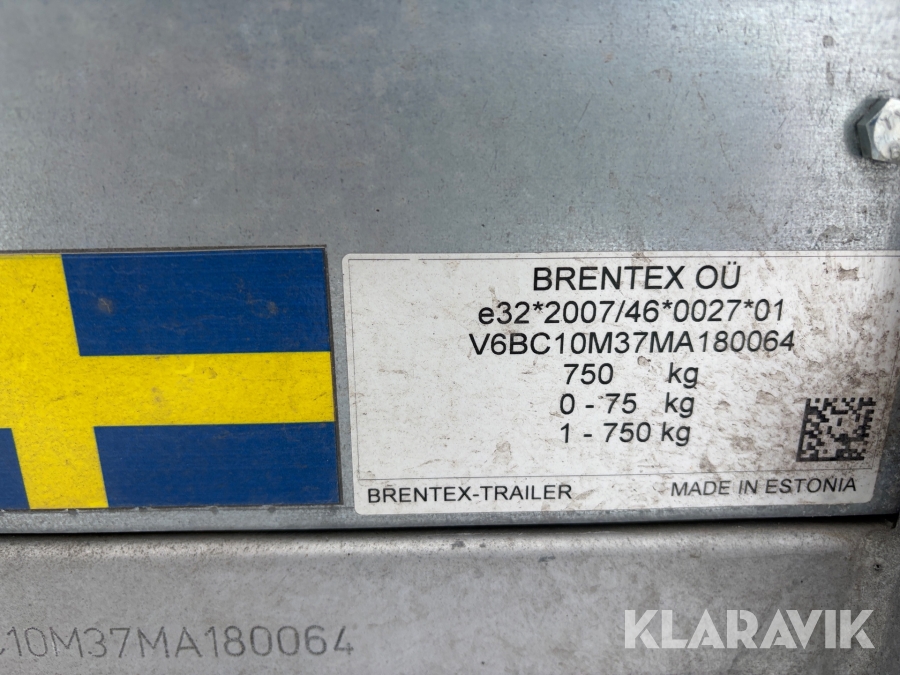 BRENTEX OÜ
e32*2007/46*0027*01
V6BC10M37MA180064
750 kg
0 - 75 kg
1 - 750 kg
BRENTEX-TRAILER MADE IN ESTONIA
C10M37MA180064
KLARAVIK